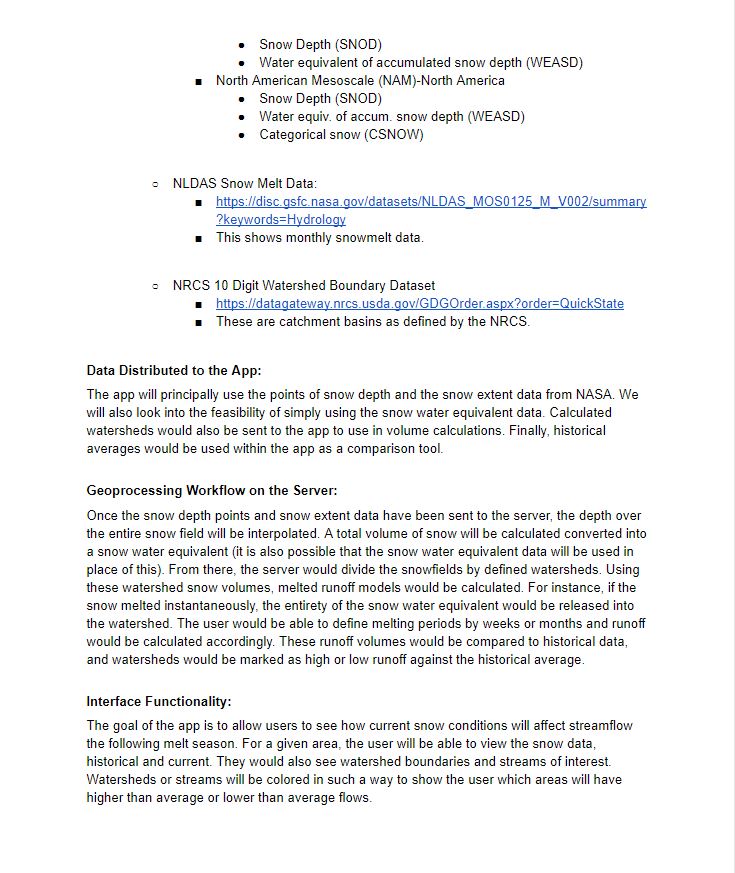 ● Snow Depth (SNOD)
● Water equivalent of accumulated snow depth (WEASD)
■ North American Mesoscale (NAM)-North America
● Snow Depth (SNOD)
● Water equiv. of accum. snow depth (WEASD)
● Categorical snow (CSNOW)
○ NLDAS Snow Melt Data:
■ https://disc.gsfc.nasa.gov/datasets/NLDAS_MOS0125_M_V002/summary
?keywords=Hydrology
■ This shows monthly snowmelt data.
○ NRCS 10 Digit Watershed Boundary Dataset
■ https://datagateway.nrcs.usda.gov/GDGOrder.aspx?order=QuickState
■ These are catchment basins as defined by the NRCS.
Data Distributed to the App:
The app will principally use the points of snow depth and the snow extent data from NASA. We
will also look into the feasibility of simply using the snow water equivalent data. Calculated
watersheds would also be sent to the app to use in volume calculations. Finally, historical
averages would be used within the app as a comparison tool.
Geoprocessing Workflow on the Server:
Once the snow depth points and snow extent data have been sent to the server, the depth over
the entire snow field will be interpolated. A total volume of snow will be calculated converted into
a snow water equivalent (it is also possible that the snow water equivalent data will be used in
place of this). From there, the server would divide the snowfields by defined watersheds. Using
these watershed snow volumes, melted runoff models would be calculated. For instance, if the
snow melted instantaneously, the entirety of the snow water equivalent would be released into
the watershed. The user would be able to define melting periods by weeks or months and runoff
would be calculated accordingly. These runoff volumes would be compared to historical data,
and watersheds would be marked as high or low runoff against the historical average.
Interface Functionality:
The goal of the app is to allow users to see how current snow conditions will affect streamflow
the following melt season. For a given area, the user will be able to view the snow data,
historical and current. They would also see watershed boundaries and streams of interest.
Watersheds or streams will be colored in such a way to show the user which areas will have
higher than average or lower than average flows.